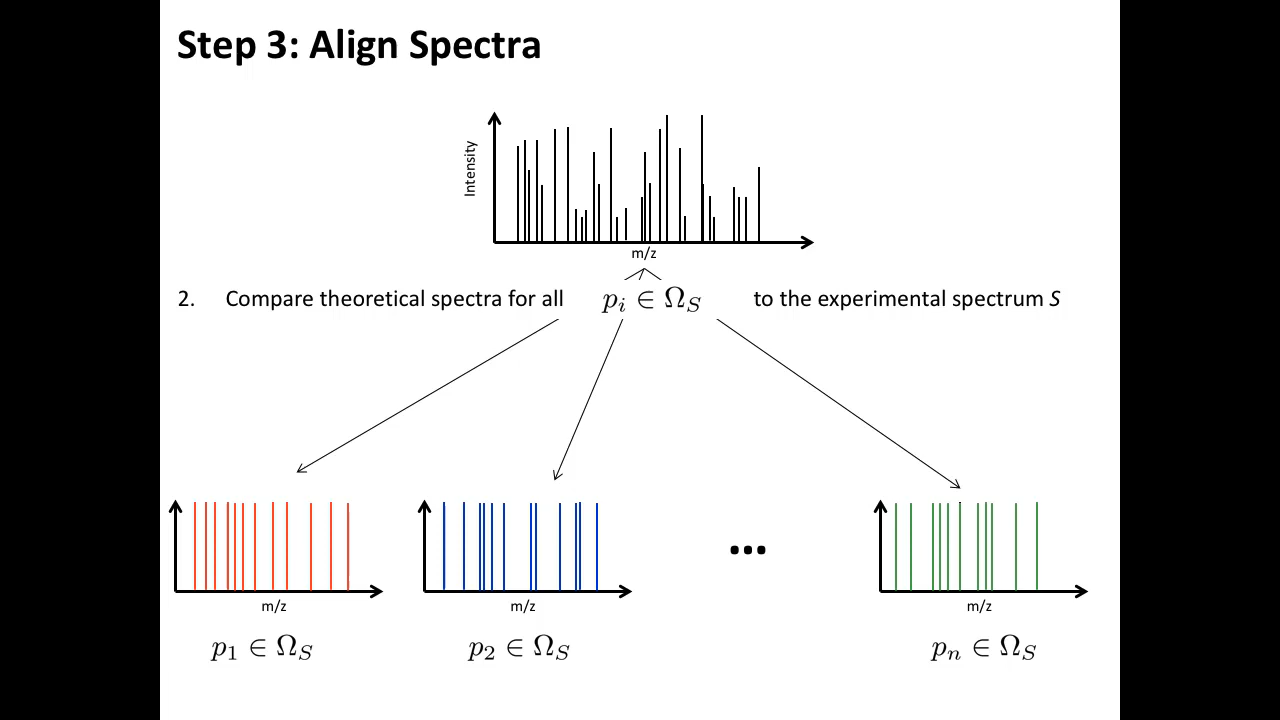 Step 3: Align Spectra
Intensity
m/z
2. Compare theoretical spectra for all p_i ∈ Ω_S to the experimental spectrum S
...
m/z m/z m/z
p_1 ∈ Ω_S p_2 ∈ Ω_S p_n ∈ Ω_S